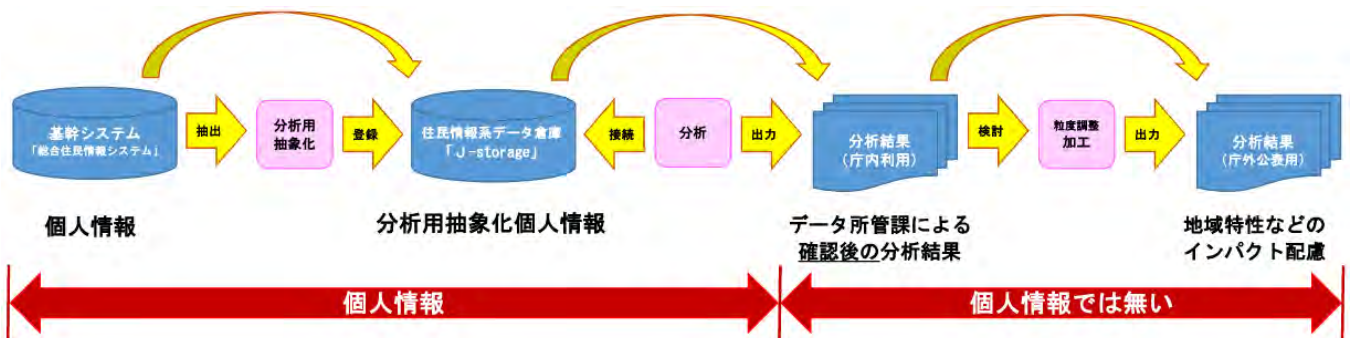 基幹システム
「総合住民情報システム」
抽出
分析用
抽象化
登録
住民情報系データ倉庫
「J-storage」
接続
分析
出力
分析結果
(庁内利用)
検討
粒度調整
加工
出力
分析結果
(庁外公表用)
個人情報
分析用抽象化個人情報
データ所管課による
確認後の分析結果
地域特性などの
インパクト配慮
個人情報
個人情報では無い